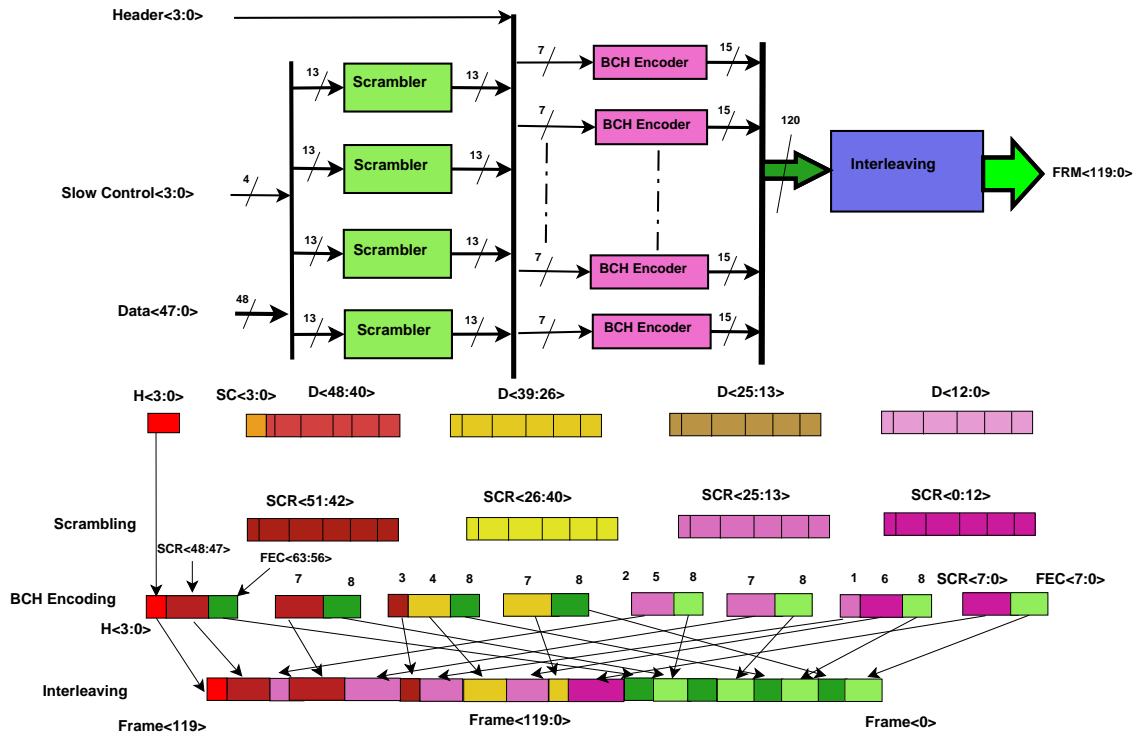 Header<3:0>
7
BCH Encoder
15
13
Scrambler
13
7
BCH Encoder
15
120
13
Scrambler
13
Interleaving
FRM<119:0>
4
Slow Control<3:0>
13
Scrambler
13
7
BCH Encoder
15
48
Data<47:0>
13
Scrambler
13
7
BCH Encoder
15
H<3:0>
SC<3:0>
D<48:40>
D<39:26>
D<25:13>
D<12:0>
Scrambling
SCR<51:42>
SCR<26:40>
SCR<25:13>
SCR<0:12>
SCR<48:47>
FEC<63:56>
BCH Encoding
7
8
3
4
8
7
8
2
5
8
7
8
1
6
8
SCR<7:0>
FEC<7:0>
H<3:0>
Interleaving
Frame<119>
Frame<119:0>
Frame<0>